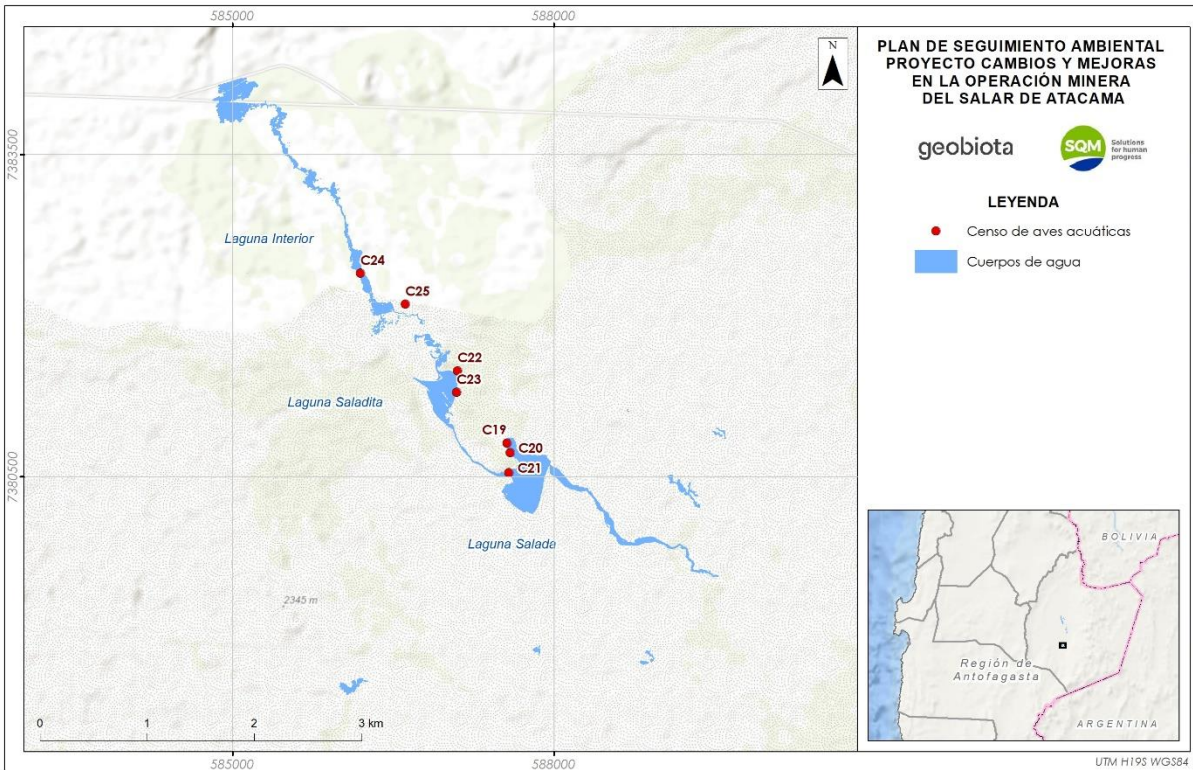 585000
588000
PLAN DE SEGUIMIENTO AMBIENTAL
PROYECTO CAMBIOS Y MEJORAS
EN LA OPERACIÓN MINERA
DEL SALAR DE ATACAMA
N
geobiota
SQM
Solutions
for human
progress
LEYENDA
Censo de aves acuáticas
Cuerpos de agua
7383500
Laguna Interior
C24
C25
C22
C23
Laguna Saladita
C19
C20
C21
7380500
Laguna Salada
2345 m
0
1
2
3 km
BOLIVIA
Región de
Antofagasta
ARGENTINA
585000
588000
UTM H19S WGS84